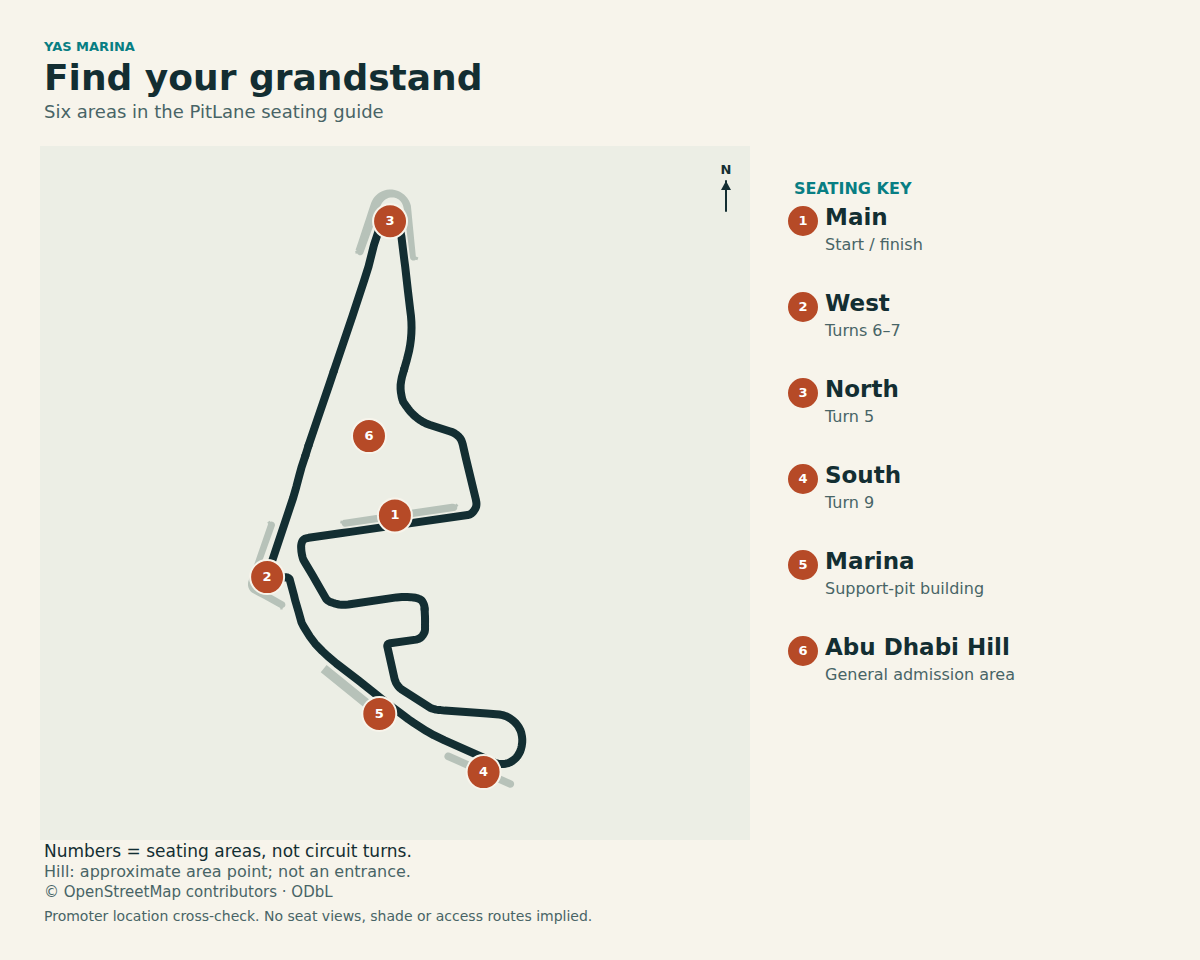 YAS MARINA
Find your grandstand
Six areas in the PitLane seating guide
N
3
6
1
2
5
4
SEATING KEY
1 Main
Start / finish
2 West
Turns 6–7
3 North
Turn 5
4 South
Turn 9
5 Marina
Support-pit building
6 Abu Dhabi Hill
General admission area
Numbers = seating areas, not circuit turns.
Hill: approximate area point; not an entrance.
© OpenStreetMap contributors · ODbL
Promoter location cross-check. No seat views, shade or access routes implied.